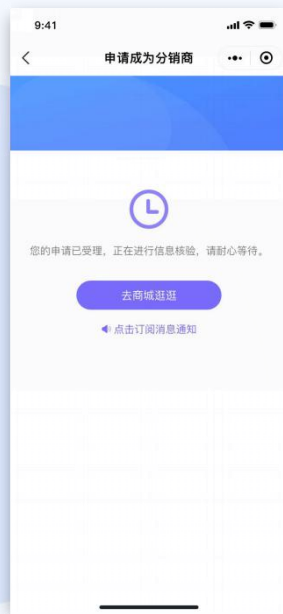 9:41
申请成为分销商
您的申请已受理，正在进行信息核验，请耐心等待。
去商城逛逛
点击订阅消息通知